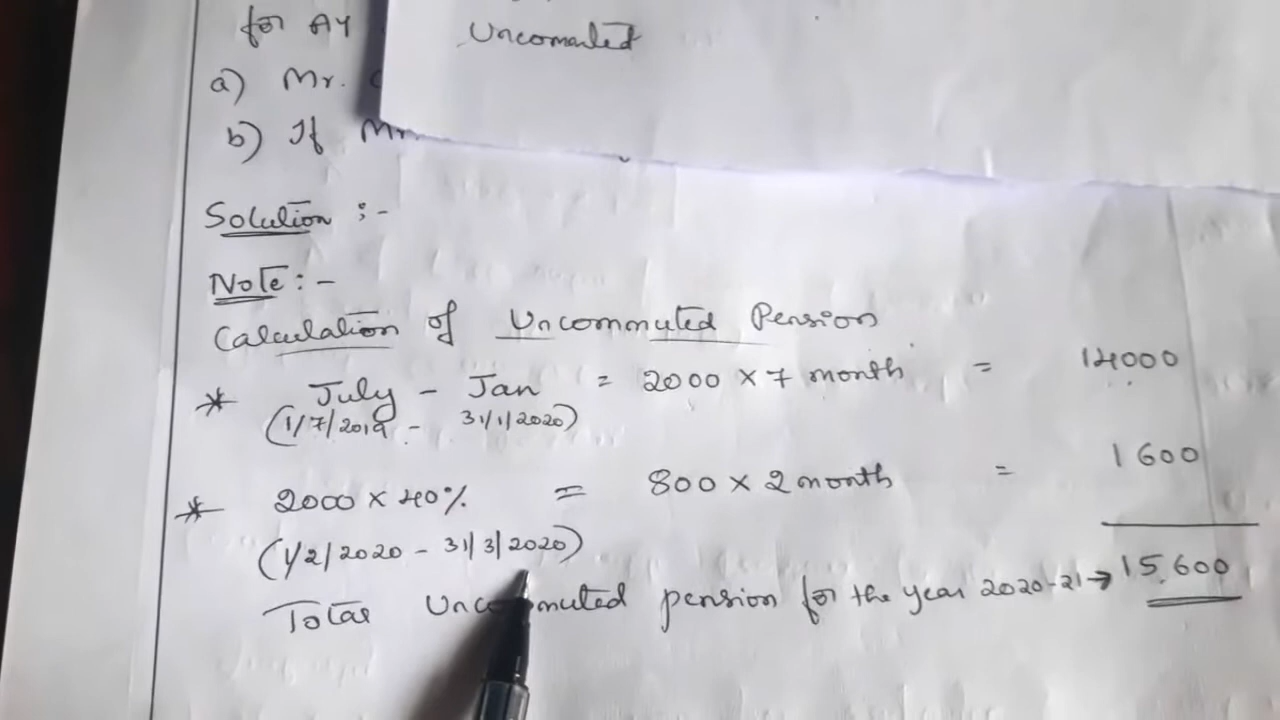 for AY
Uncomented
a) Mr.
b) If Mr.
Solution :-
Note:-
Calculation of Uncommuted Pension
* July - Jan = 2000 x 7 month = 14000
(1/7/2019 - 31/1/2020)
* 2000 x 40% = 800 x 2 month = 1600
(1/2/2020 - 31/3/2020)
Total Uncommuted pension for the year 2020-21 → 15,600